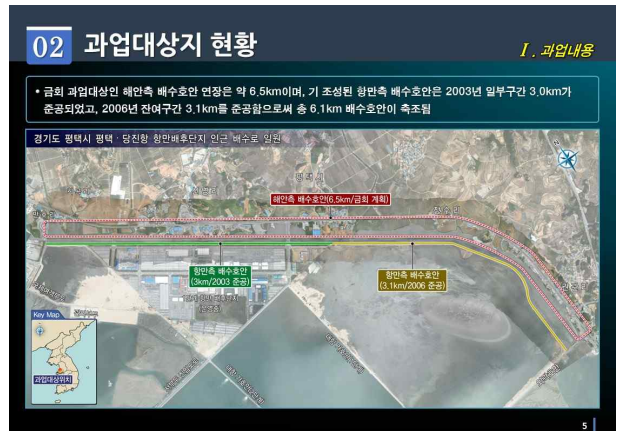 02 과업대상지 현황
Ⅰ. 과업내용
• 금회 과업대상인 해안측 배수호안 연장은 약 6.5km이며, 기 조성된 항만측 배수호안은 2003년 일부구간 3.0km가
준공되었고, 2006년 잔여구간 3.1km를 준공함으로써 총 6.1km 배수호안이 축조됨
경기도 평택시 평택·당진항 항만배후단지 인근 배수로 일원
평택시
해안측 배수호안(6.5km/금회 계획)
항만측 배수호안
(3km/2003 준공)
항만측 배수호안
(3.1km/2006 준공)
Key Map
과업대상위치
5